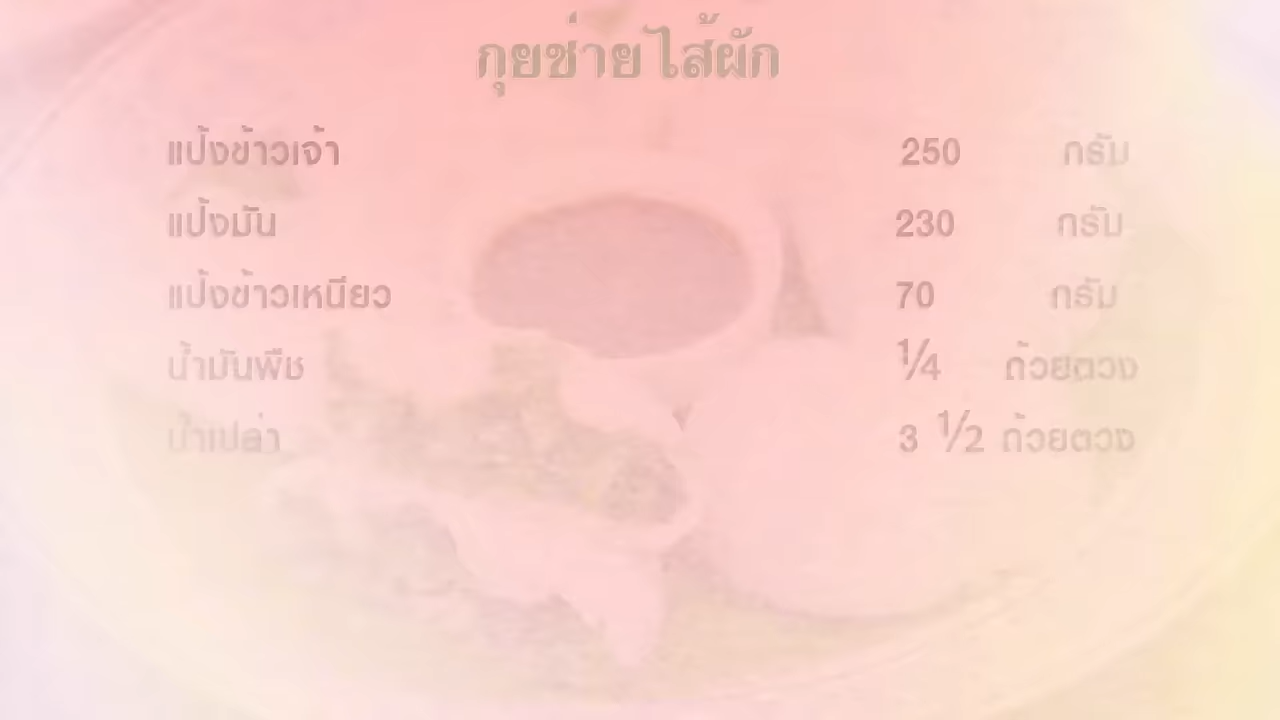 กุยช่ายไส้ผัก
แป้งข้าวเจ้า 250 กรัม
แป้งมัน 230 กรัม
แป้งข้าวเหนียว 70 กรัม
น้ำมันพืช ¼ ถ้วยตวง
น้ำเปล่า 3 ½ ถ้วยตวง